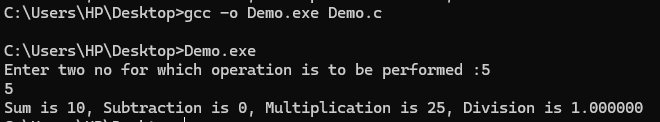 C:\Users\HP\Desktop>gcc -o Demo.exe Demo.c
C:\Users\HP\Desktop>Demo.exe
Enter two no for which operation is to be performed :5
5
Sum is 10, Subtraction is 0, Multiplication is 25, Division is 1.000000